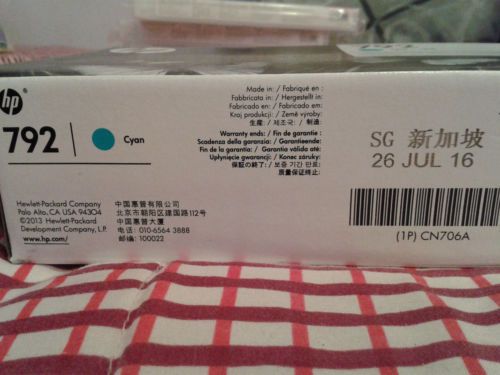 hp
792
Cyan
Made in: / Fabriqué en :
Fabbricato in: / Hergestellt in:
Fabricado en: / Fabricado em:
Kraj produkcji: / Země výroby:
生産: / 제조국: / 制造:
Warranty ends: / Fin de garantie :
Scadenza della garanzia: / Garantieende:
Fin de la garantía: / Garantia válida até:
Upłynięcie gwarancji: / Konec záruky:
保証の終了: / 보증 기간 만료:
质量保证终止:
SG 新加坡
26 JUL 16
Hewlett-Packard Company
Palo Alto, CA USA 94304
©2013 Hewlett-Packard
Development Company, L.P.
www.hp.com/
中国惠普有限公司
北京市朝阳区建国路112号
中国惠普大厦
电话: 010-6564 3888
邮编: 100022
(1P) CN706A